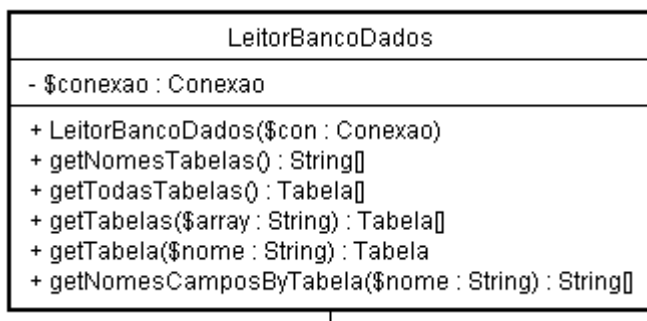 LeitorBancoDados
- $conexao : Conexao
+ LeitorBancoDados($con : Conexao)
+ getNomesTabelas() : String[]
+ getTodasTabelas() : Tabela[]
+ getTabelas($array : String) : Tabela[]
+ getTabela($nome : String) : Tabela
+ getNomesCamposByTabela($nome : String) : String[]